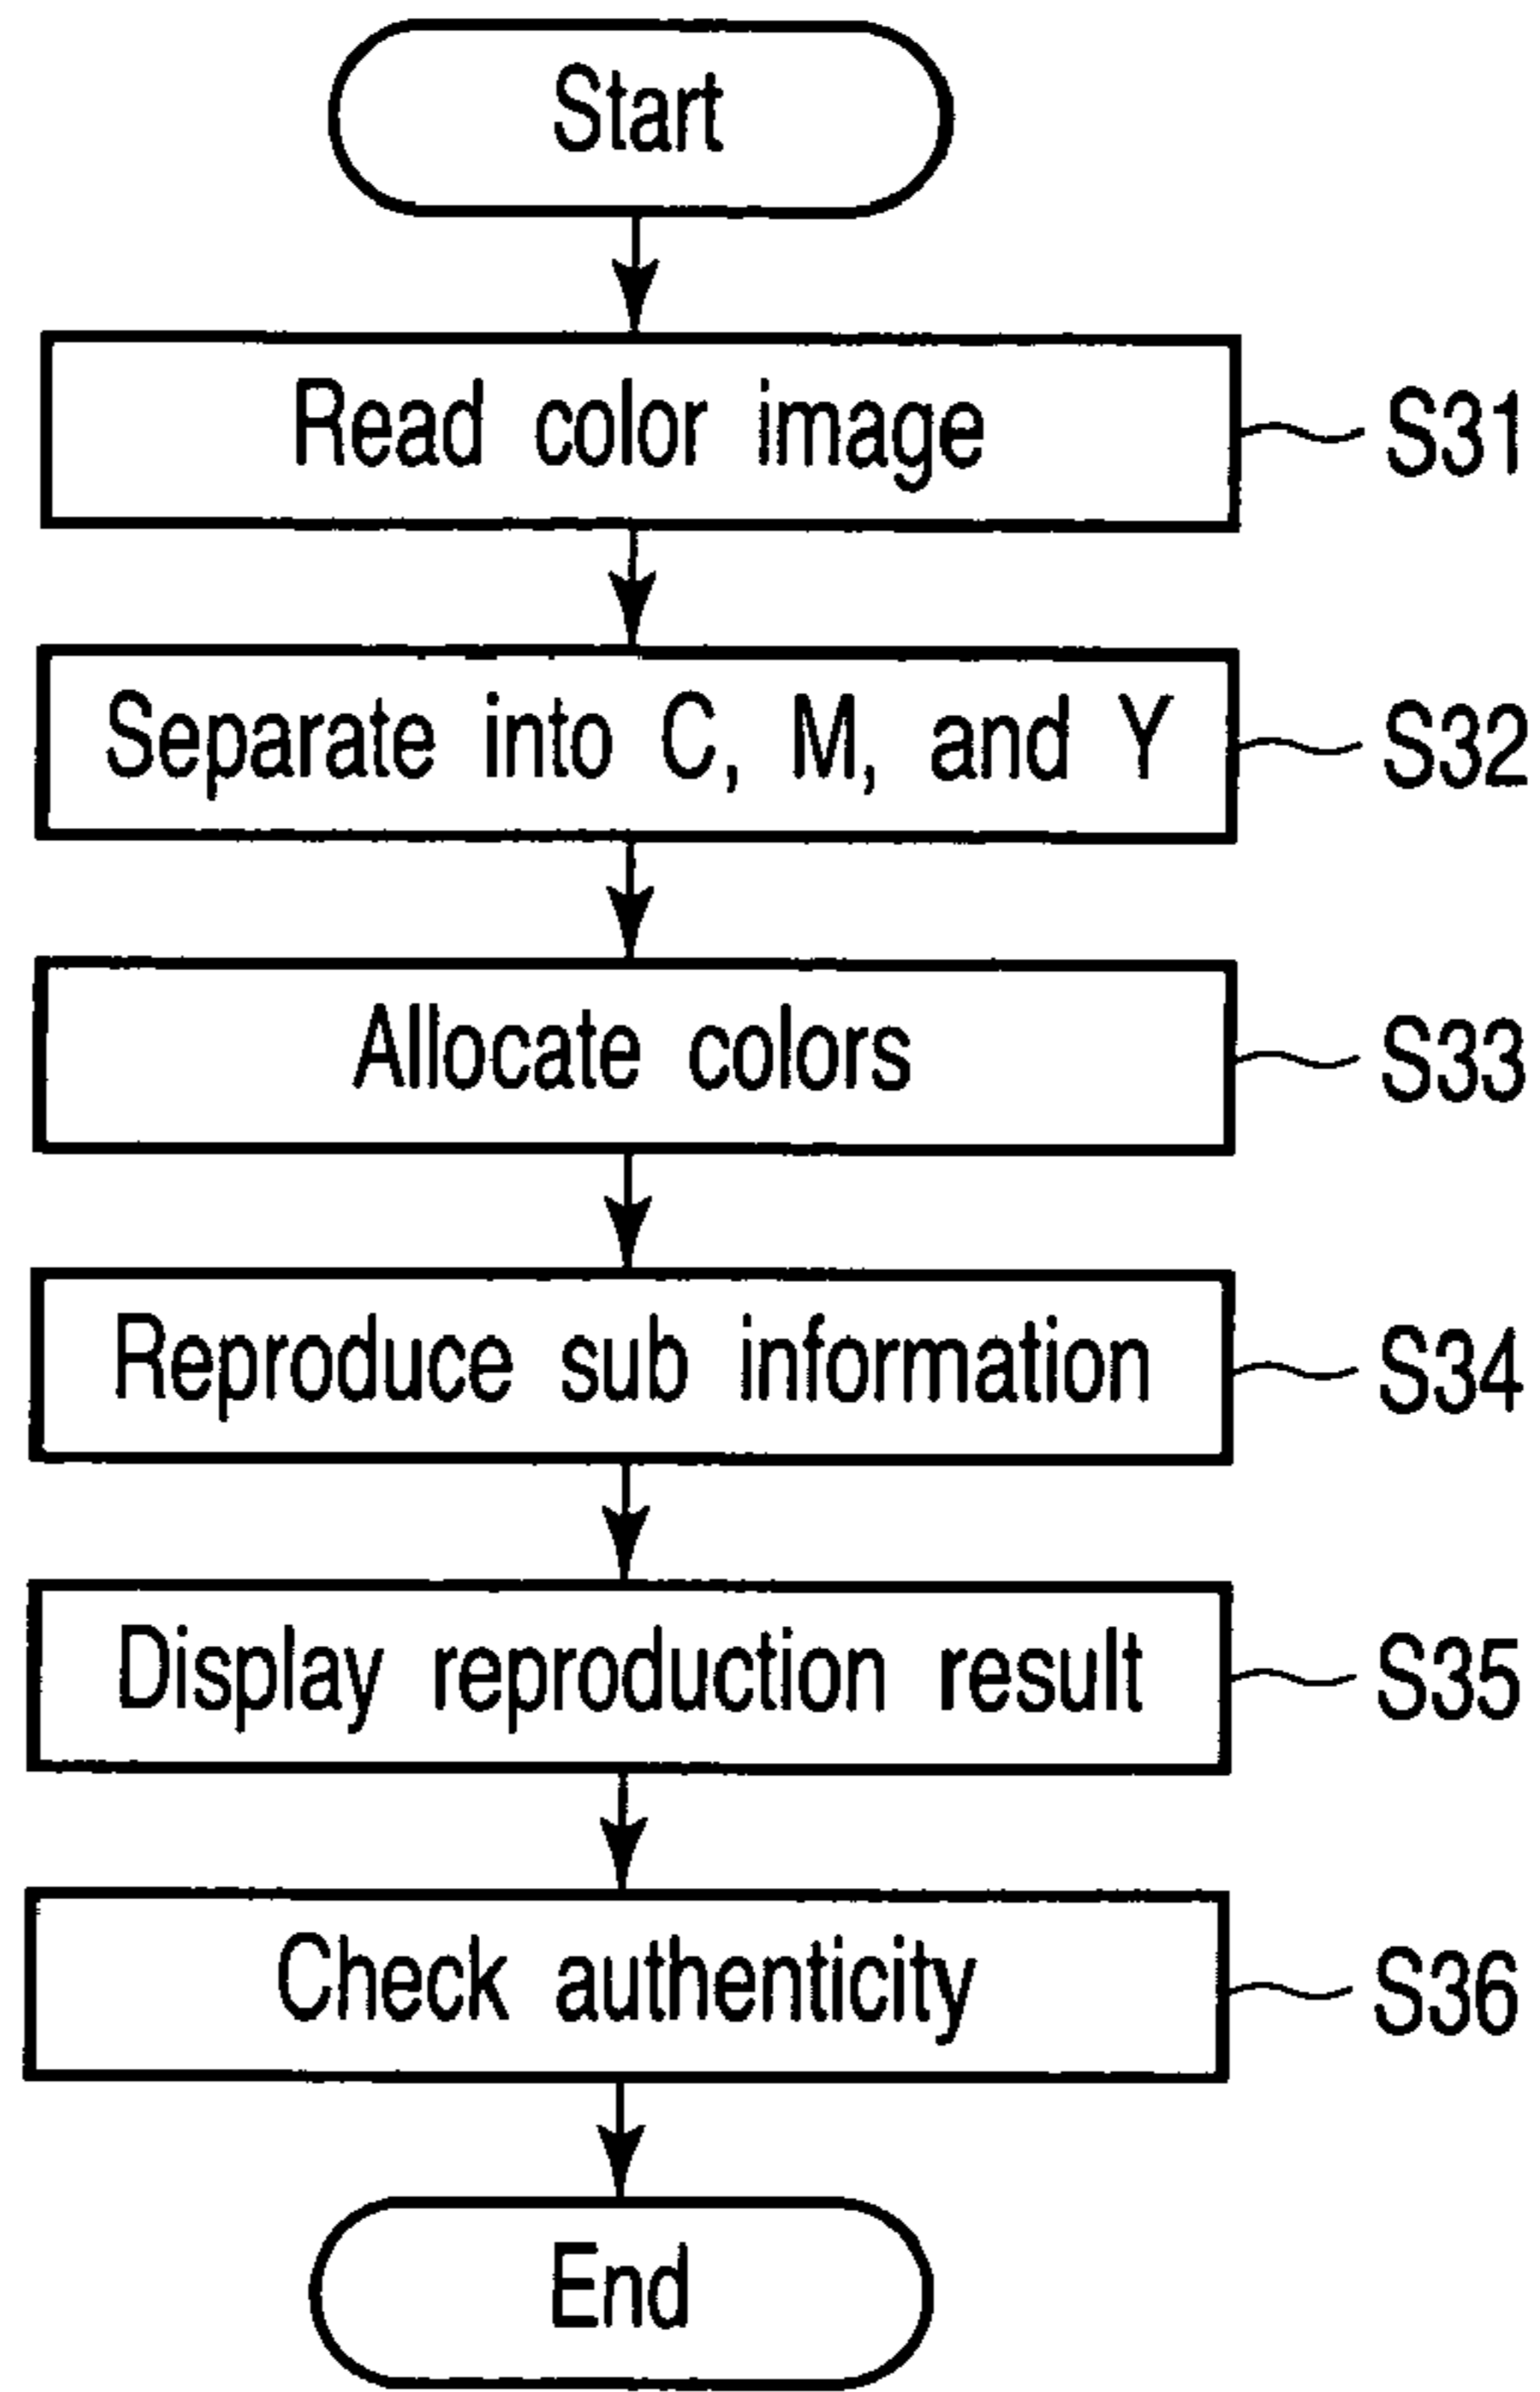 Start
Read color image S31
Separate into C, M, and Y S32
Allocate colors S33
Reproduce sub information S34
Display reproduction result S35
Check authenticity S36
End